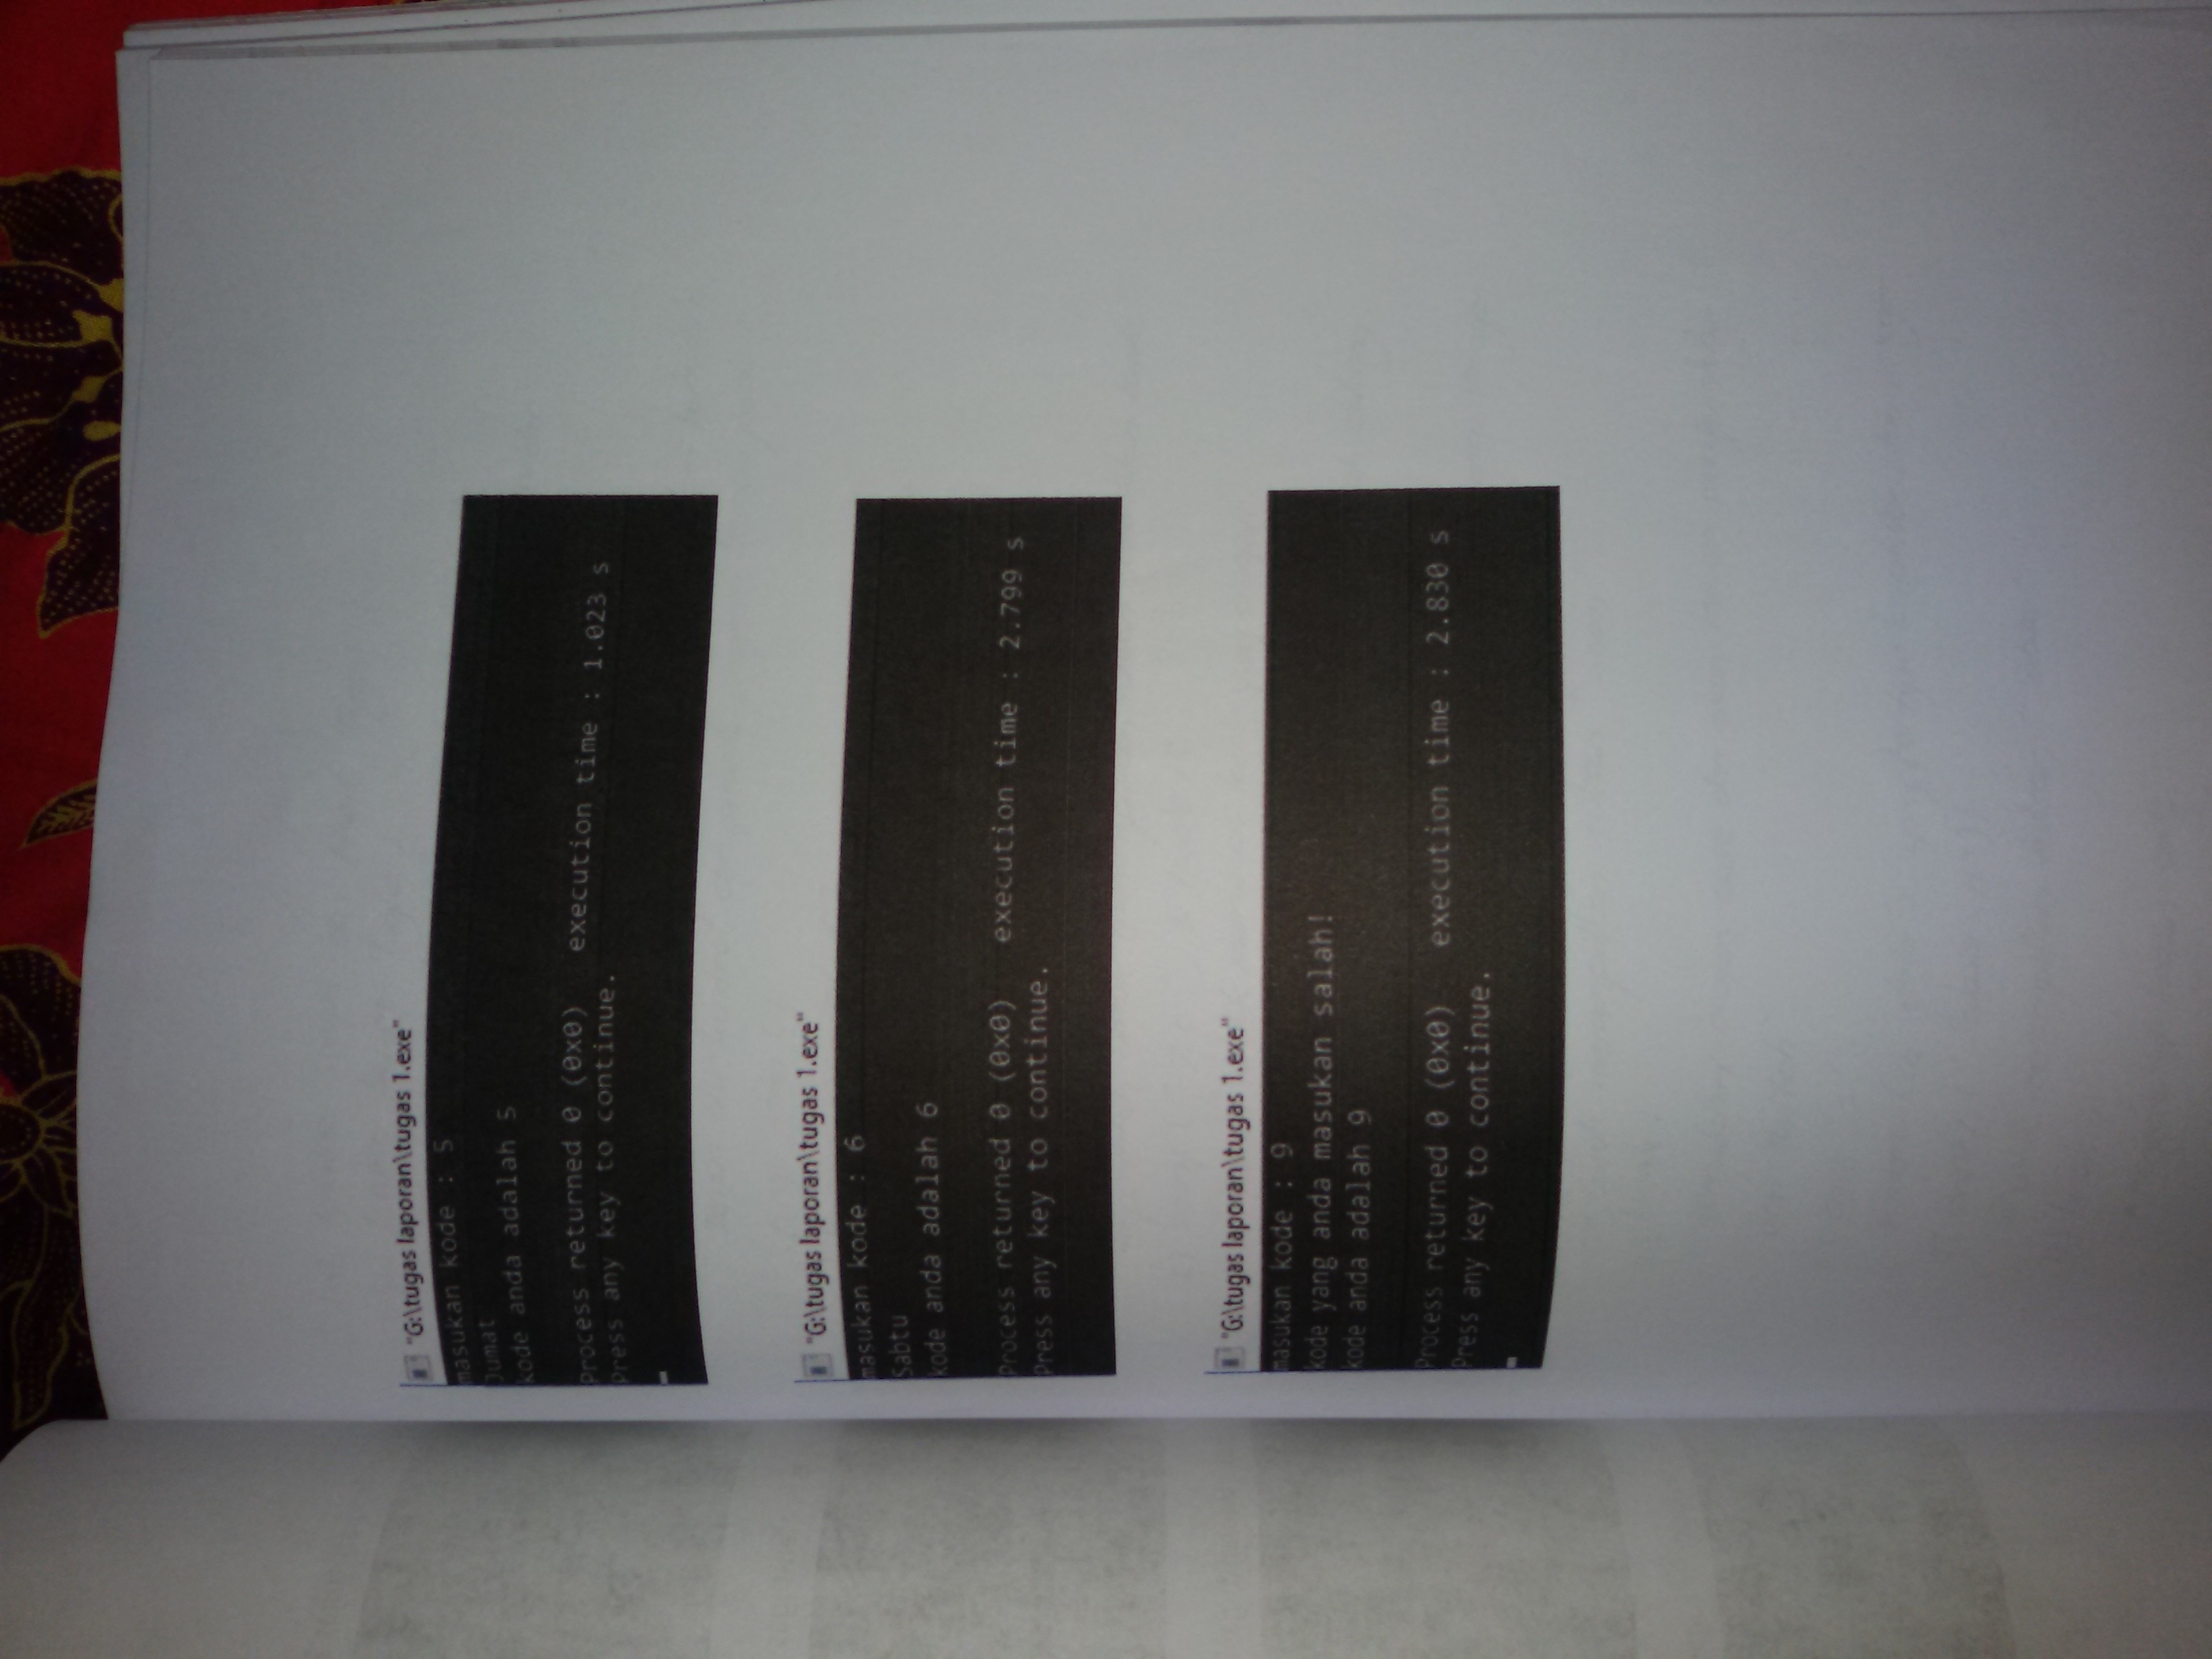 "G:\tugas laporan\tugas 1.exe"
masukan kode : 5
Jumat
kode anda adalah 5
Process returned 0 (0x0)   execution time : 1.023 s
Press any key to continue.
"G:\tugas laporan\tugas 1.exe"
masukan kode : 6
Sabtu
kode anda adalah 6
Process returned 0 (0x0)   execution time : 2.799 s
Press any key to continue.
"G:\tugas laporan\tugas 1.exe"
masukan kode : 9
kode yang anda masukan salah!
kode anda adalah 9
Process returned 0 (0x0)   execution time : 2.830 s
Press any key to continue.